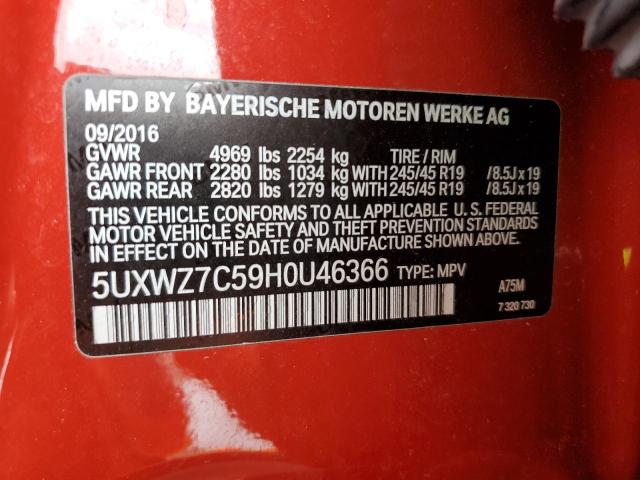 MFD BY BAYERISCHE MOTOREN WERKE AG
09/2016
GVWR 4969 lbs 2254 kg TIRE / RIM
GAWR FRONT 2280 lbs 1034 kg WITH 245/45 R19 /8.5J x 19
GAWR REAR 2820 lbs 1279 kg WITH 245/45 R19 /8.5J x 19
THIS VEHICLE CONFORMS TO ALL APPLICABLE U. S. FEDERAL
MOTOR VEHICLE SAFETY AND THEFT PREVENTION STANDARDS
IN EFFECT ON THE DATE OF MANUFACTURE SHOWN ABOVE.
5UXWZ7C59H0U46366 TYPE: MPV A75M
7 320 730